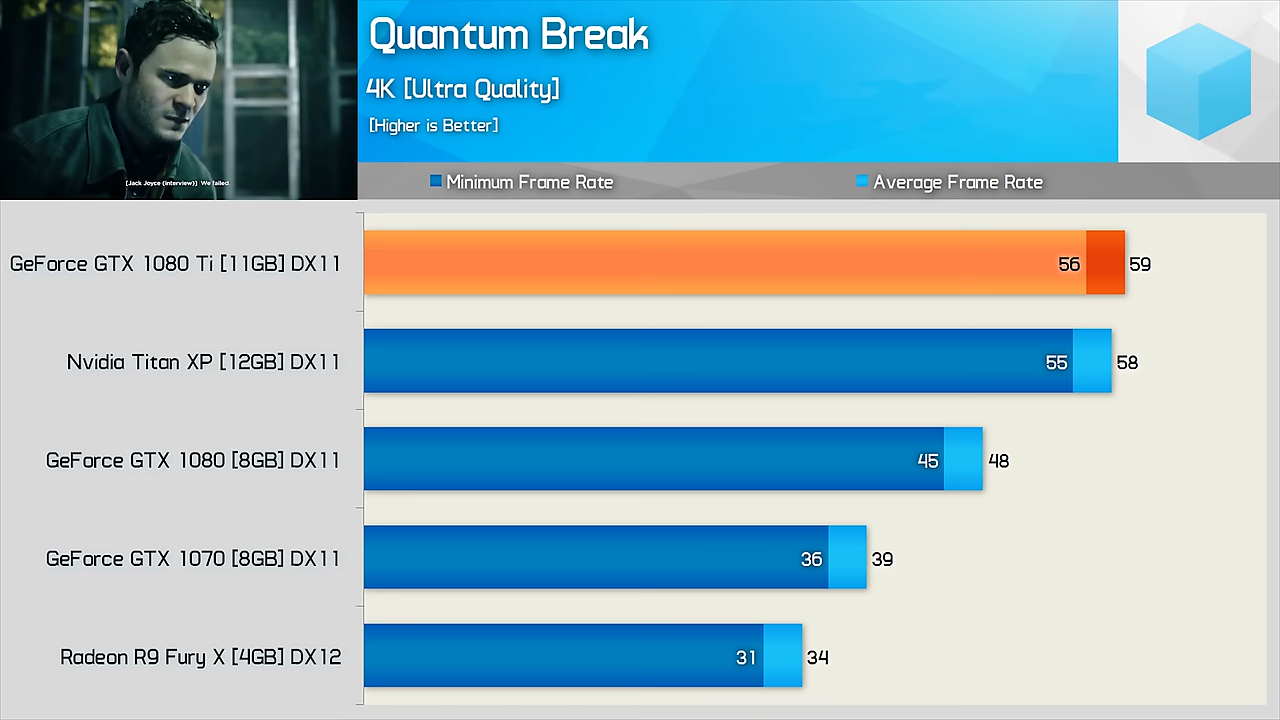 Quantum Break
4K [Ultra Quality]
[Higher is Better]
[Jack Joyce (interview)] We failed.
Minimum Frame Rate
Average Frame Rate
GeForce GTX 1080 Ti [11GB] DX11
56
59
Nvidia Titan XP [12GB] DX11
55
58
GeForce GTX 1080 [8GB] DX11
45
48
GeForce GTX 1070 [8GB] DX11
36
39
Radeon R9 Fury X [4GB] DX12
31
34